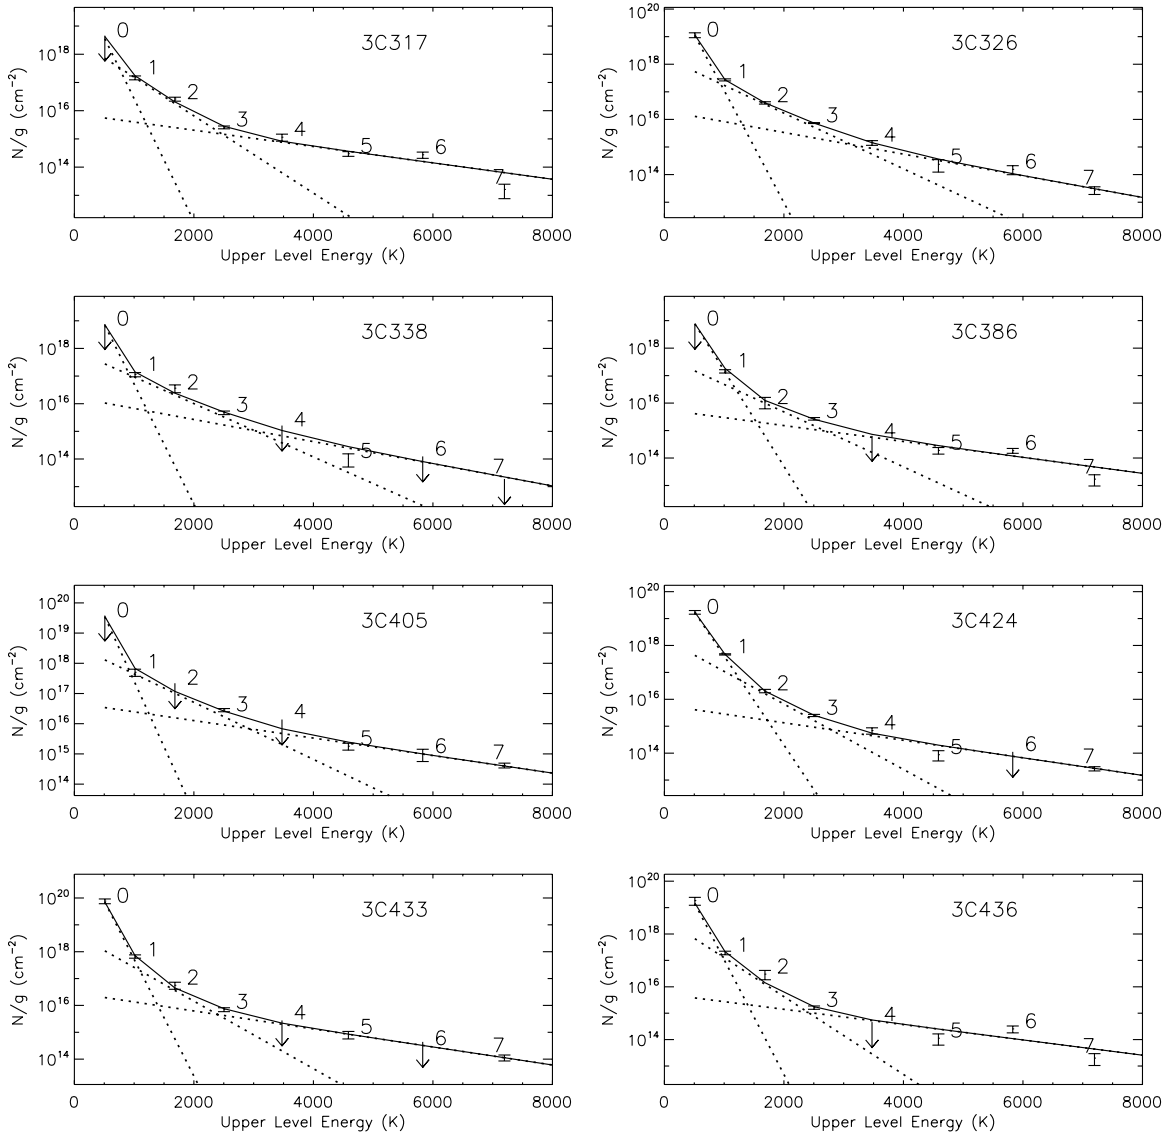 3C317
10^18
10^16
10^14
N/g (cm^−2)
0 1 2 3 4 5 6 7
0 2000 4000 6000 8000
Upper Level Energy (K)
3C326
10^20
10^18
10^16
10^14
N/g (cm^−2)
0 1 2 3 4 5 6 7
0 2000 4000 6000 8000
Upper Level Energy (K)
3C338
10^18
10^16
10^14
N/g (cm^−2)
0 1 2 3 4 5 6 7
0 2000 4000 6000 8000
Upper Level Energy (K)
3C386
10^18
10^16
10^14
N/g (cm^−2)
0 1 2 3 4 5 6 7
0 2000 4000 6000 8000
Upper Level Energy (K)
3C405
10^20
10^19
10^18
10^17
10^16
10^15
10^14
N/g (cm^−2)
0 1 2 3 4 5 6 7
0 2000 4000 6000 8000
Upper Level Energy (K)
3C424
10^20
10^18
10^16
10^14
N/g (cm^−2)
0 1 2 3 4 5 6 7
0 2000 4000 6000 8000
Upper Level Energy (K)
3C433
10^20
10^18
10^16
10^14
N/g (cm^−2)
0 1 2 3 4 5 6 7
0 2000 4000 6000 8000
Upper Level Energy (K)
3C436
10^20
10^18
10^16
10^14
N/g (cm^−2)
0 1 2 3 4 5 6 7
0 2000 4000 6000 8000
Upper Level Energy (K)